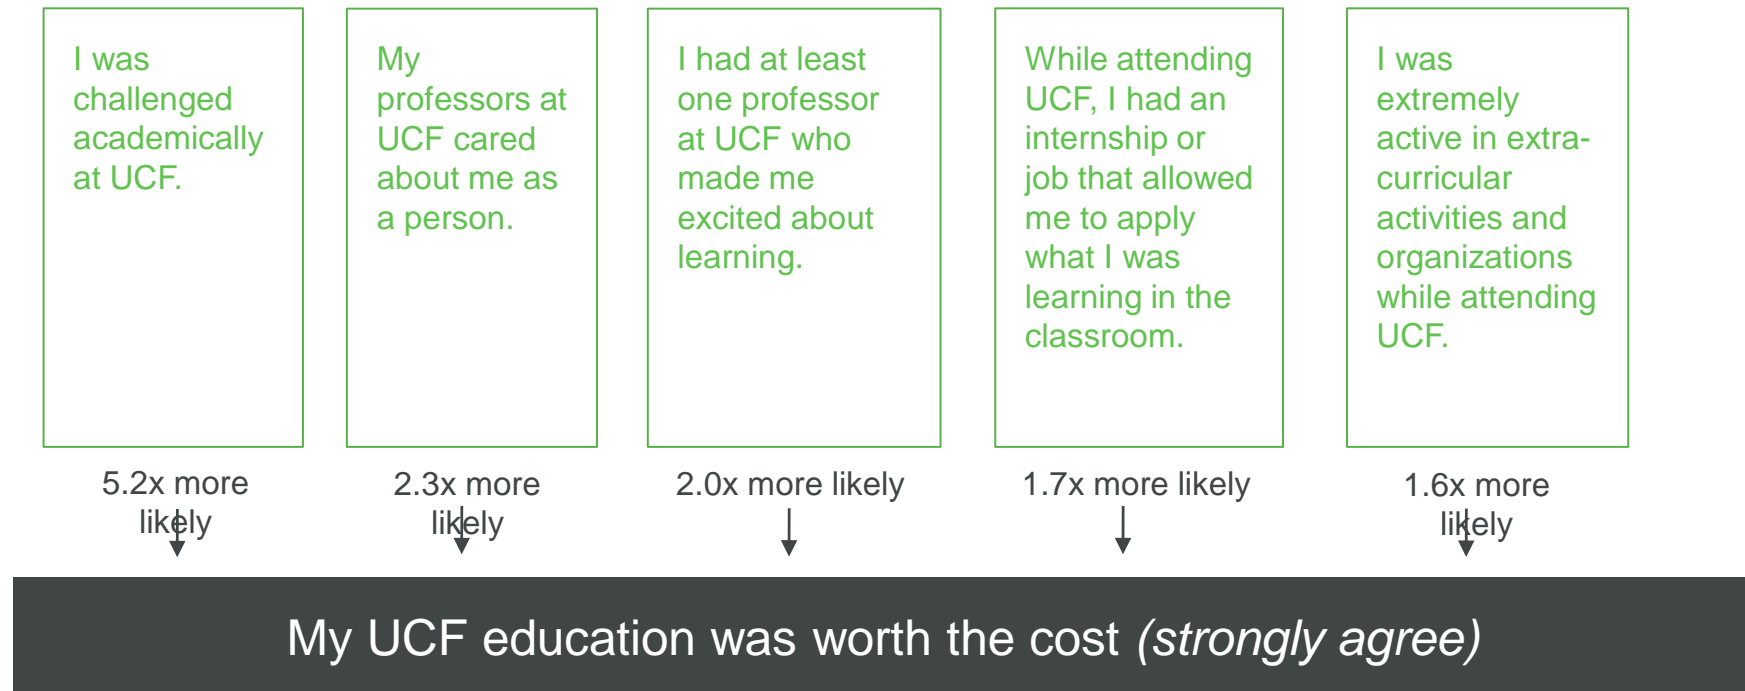 I was
challenged
academically
at UCF.
My
professors at
UCF cared
about me as
a person.
I had at least
one professor
at UCF who
made me
excited about
learning.
While attending
UCF, I had an
internship or
job that allowed
me to apply
what I was
learning in the
classroom.
I was
extremely
active in extra-
curricular
activities and
organizations
while attending
UCF.
5.2x more
likely
2.3x more
likely
2.0x more likely
1.7x more likely
1.6x more
likely
My UCF education was worth the cost (strongly agree)